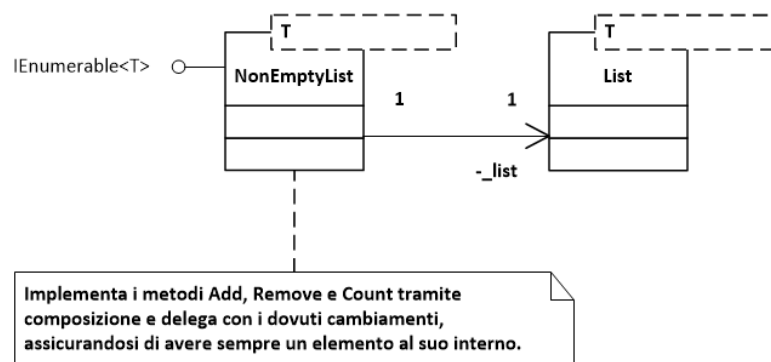 T
T
IEnumerable<T>
NonEmptyList
List
1
1
-_list
Implementa i metodi Add, Remove e Count tramite
composizione e delega con i dovuti cambiamenti,
assicurandosi di avere sempre un elemento al suo interno.